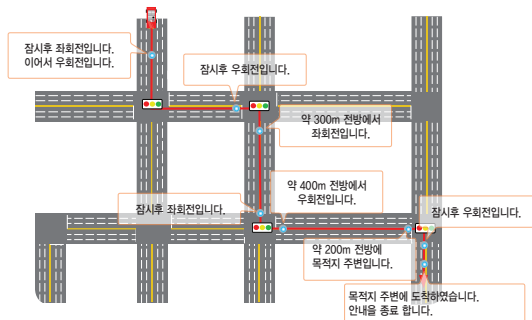 잠시후 좌회전입니다.
이어서 우회전입니다.
잠시후 우회전입니다.
약 300m 전방에서
좌회전입니다.
약 400m 전방에서
우회전입니다.
잠시후 좌회전입니다.
잠시후 우회전입니다.
약 200m 전방에
목적지 주변입니다.
목적지 주변에 도착하였습니다.
안내을 종료 합니다.